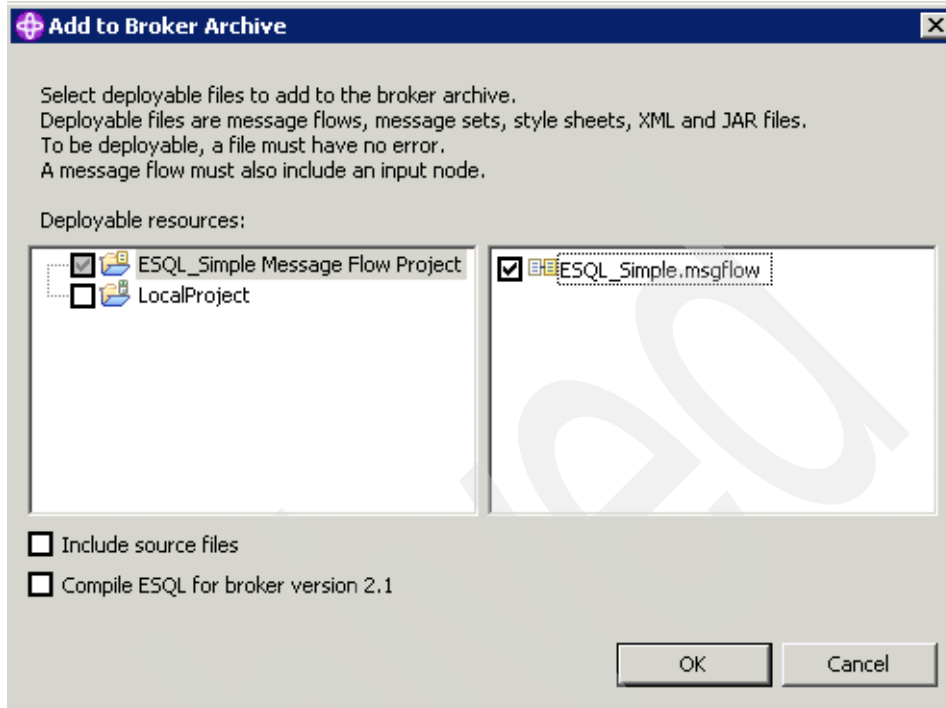 Add to Broker Archive
Select deployable files to add to the broker archive.
Deployable files are message flows, message sets, style sheets, XML and JAR files.
To be deployable, a file must have no error.
A message flow must also include an input node.
Deployable resources:
ESQL_Simple Message Flow Project
LocalProject
ESQL_Simple.msgflow
Include source files
Compile ESQL for broker version 2.1
OK
Cancel